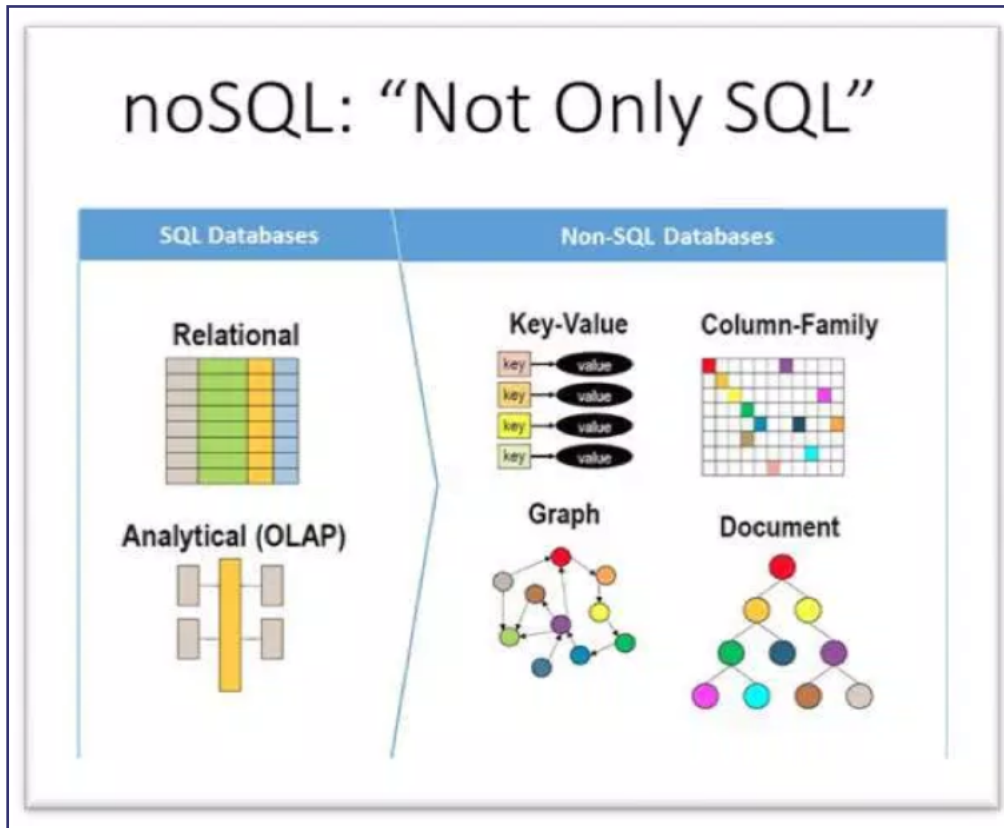 noSQL: “Not Only SQL”
SQL Databases
Non-SQL Databases
Relational
Analytical (OLAP)
Key-Value
key value
key value
key value
key value
Column-Family
Graph
Document